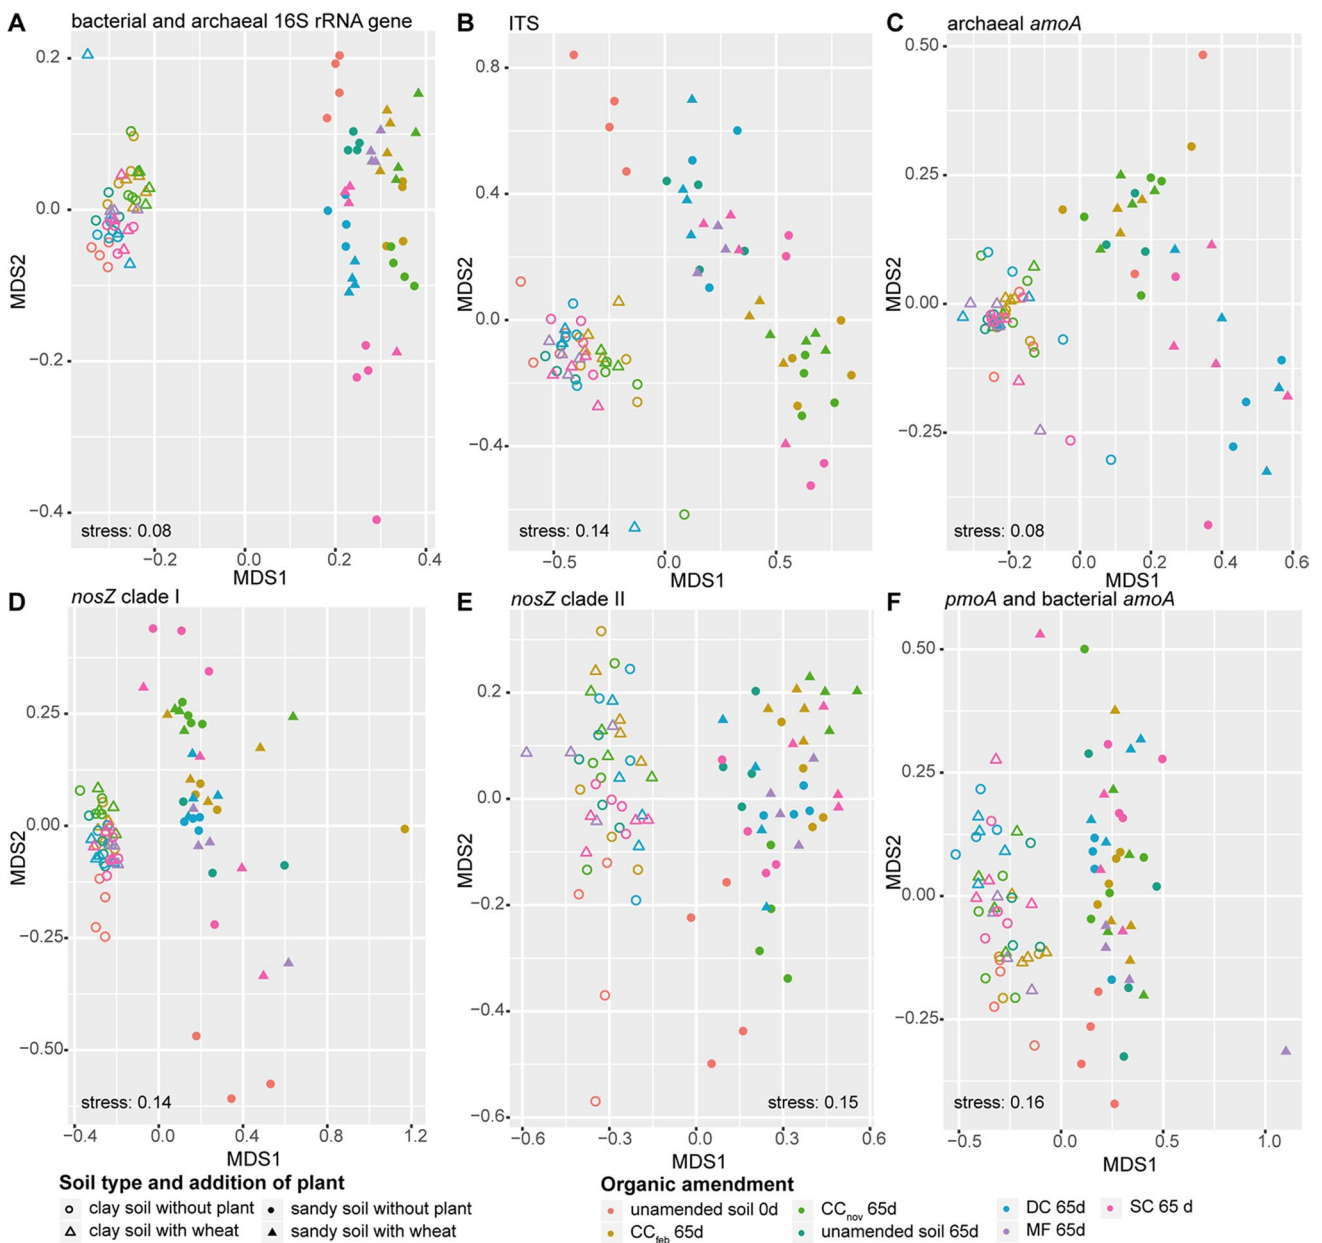 A bacterial and archaeal 16S rRNA gene
0.2
0.0
−0.2
−0.4
MDS2
stress: 0.08
−0.2 0.0 0.2 0.4
MDS1
B ITS
0.8
0.4
0.0
−0.4
MDS2
stress: 0.14
−0.5 0.0 0.5
MDS1
C archaeal amoA
0.50
0.25
0.00
−0.25
MDS2
stress: 0.08
−0.2 0.0 0.2 0.4 0.6
MDS1
D nosZ clade I
0.25
0.00
−0.25
−0.50
MDS2
stress: 0.14
−0.4 0.0 0.4 0.8 1.2
MDS1
E nosZ clade II
0.2
0.0
−0.2
−0.4
−0.6
MDS2
stress: 0.15
−0.6 −0.3 0.0 0.3 0.6
MDS1
F pmoA and bacterial amoA
0.50
0.25
0.00
−0.25
MDS2
stress: 0.16
−0.5 0.0 0.5 1.0
MDS1
Soil type and addition of plant
clay soil without plant sandy soil without plant
clay soil with wheat sandy soil with wheat
Organic amendment
unamended soil 0d CCnov 65d DC 65d SC 65 d
CCfeb 65d unamended soil 65d MF 65d